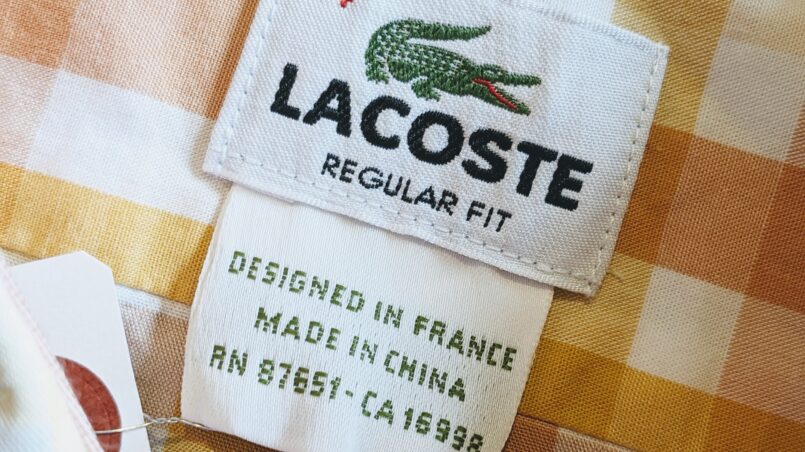 LACOSTE
REGULAR FIT
DESIGNED IN FRANCE
MADE IN CHINA
RN 87651 - CA 16998